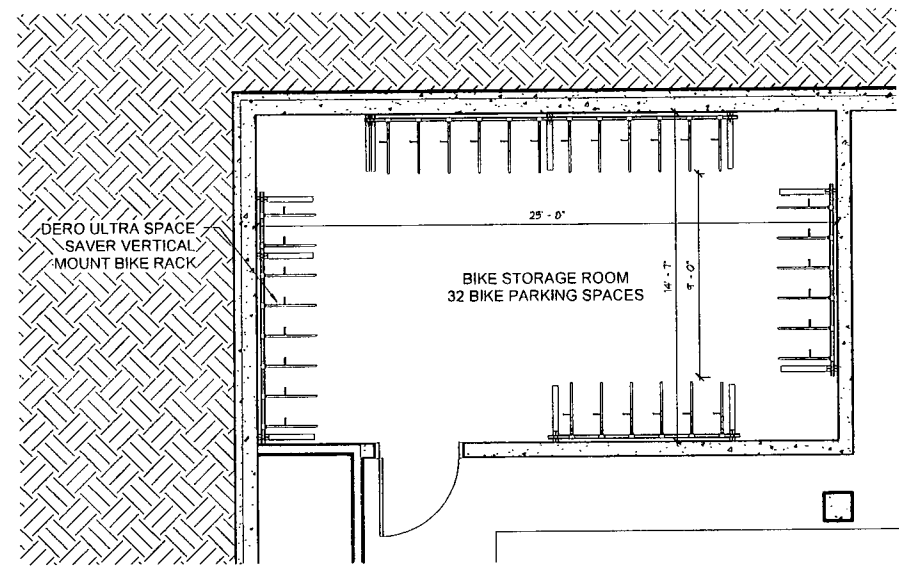 25' - 0"
DERO ULTRA SPACE
SAVER VERTICAL
MOUNT BIKE RACK
BIKE STORAGE ROOM
32 BIKE PARKING SPACES
14' - 7"
9' - 0"